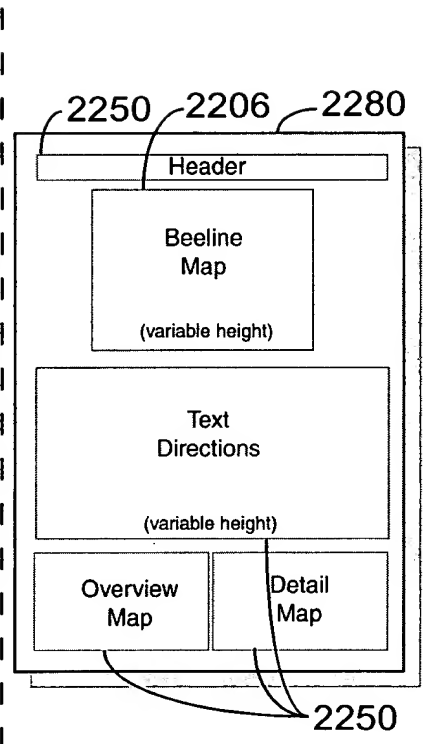 2250 2206 2280
Header
Beeline
Map
(variable height)
Text
Directions
(variable height)
Overview
Map
Detail
Map
2250